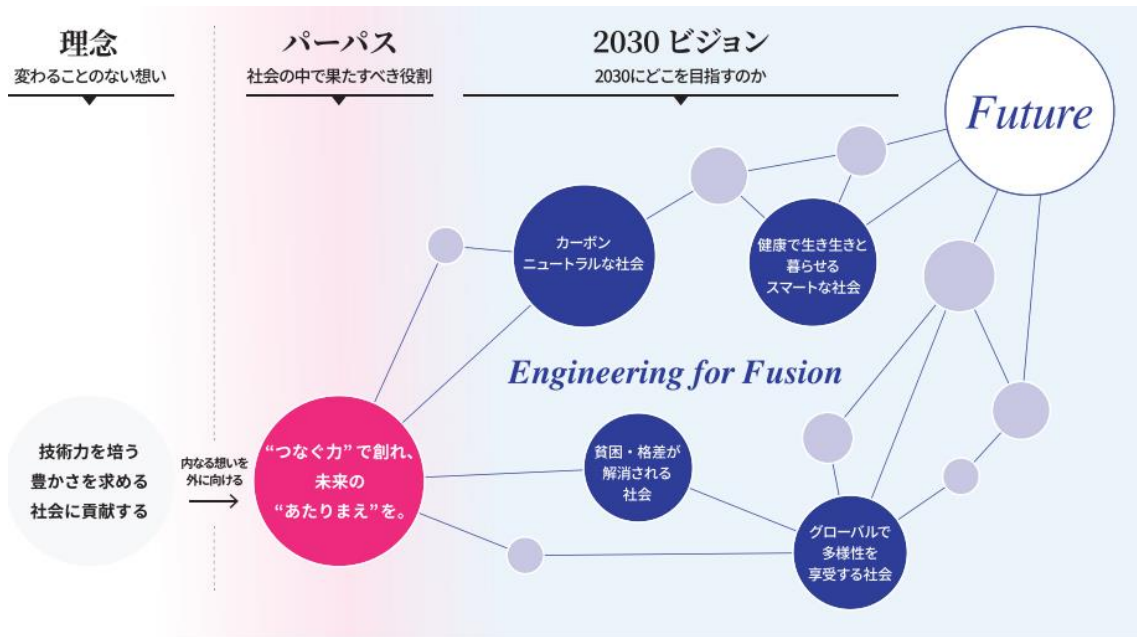 理念
変わることのない想い
パーパス
社会の中で果たすべき役割
2030 ビジョン
2030にどこを目指すのか
Future
カーボン
ニュートラルな社会
健康で生き生きと
暮らせる
スマートな社会
Engineering for Fusion
技術力を培う
豊かさを求める
社会に貢献する
内なる想いを
外に向ける
“つなぐ力” で創れ、
未来の
“あたりまえ”を。
貧困・格差が
解消される
社会
グローバルで
多様性を
享受する社会